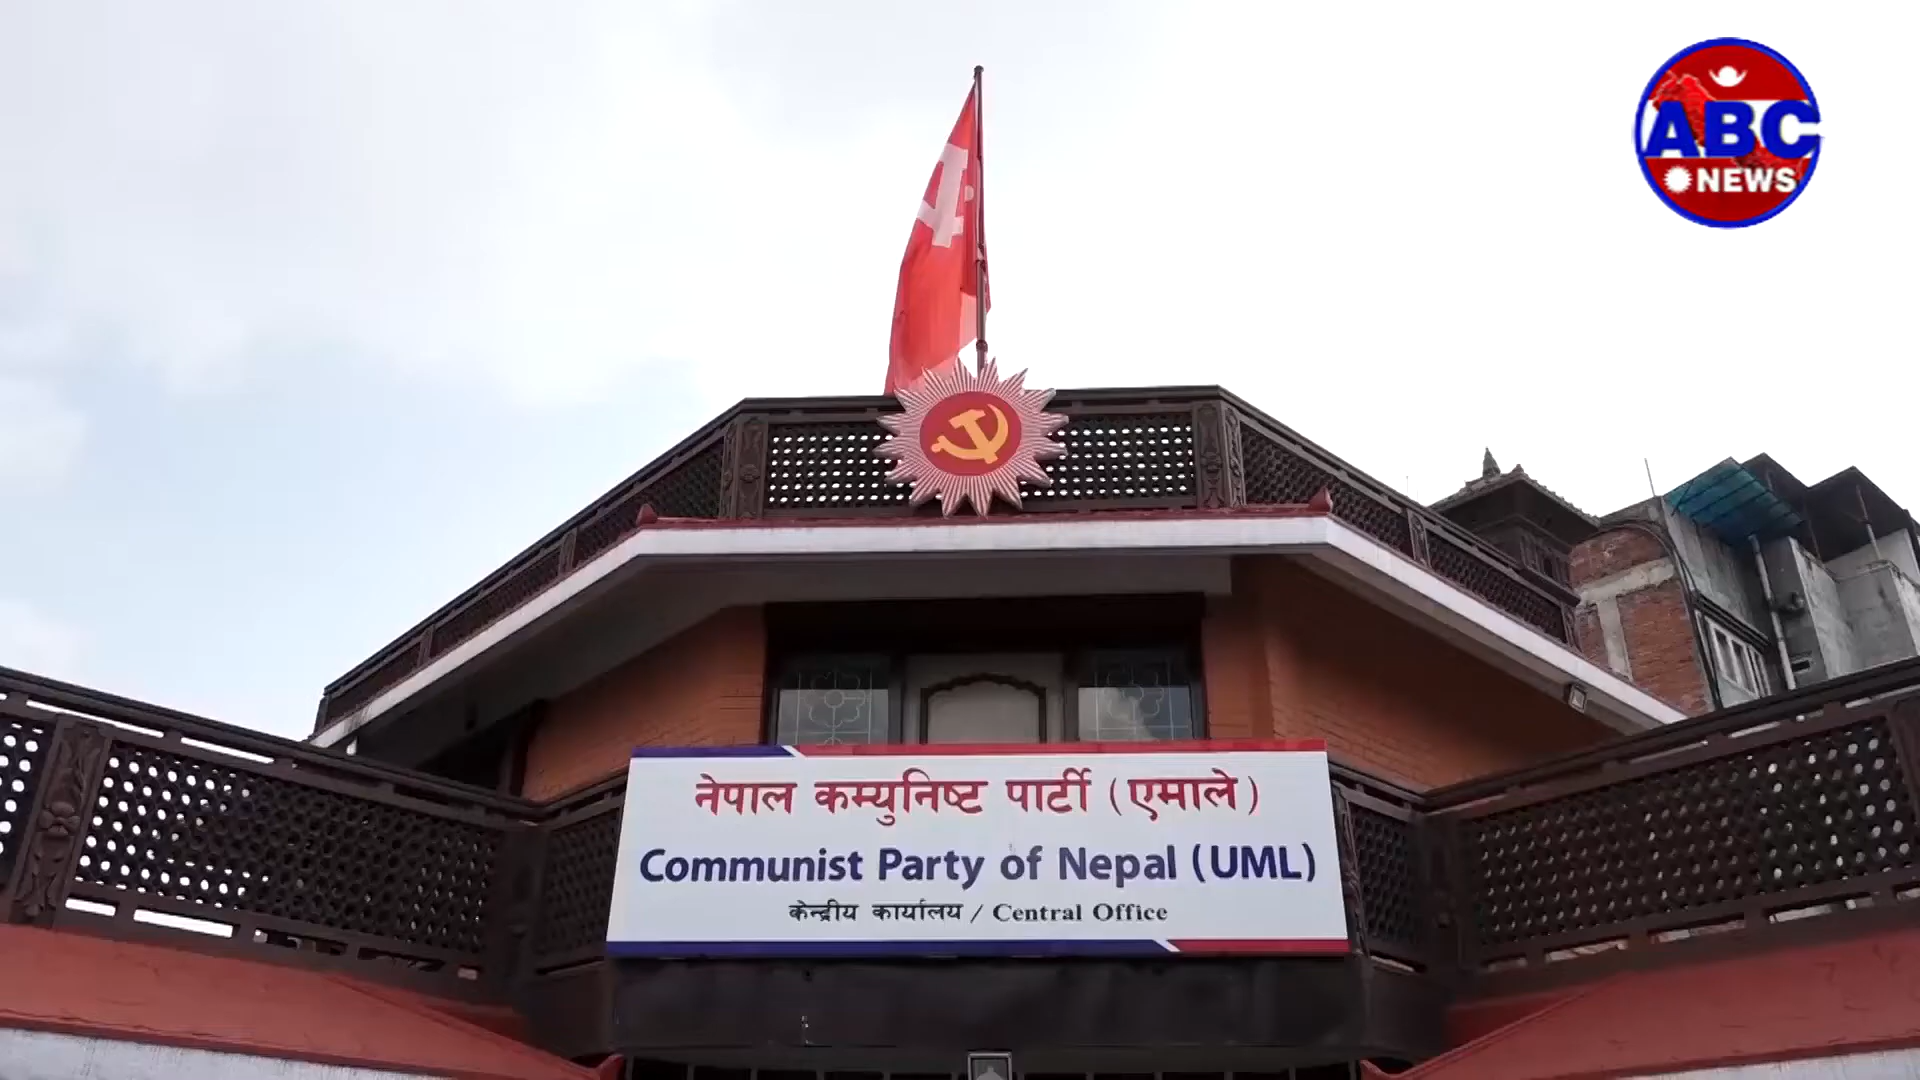 ABC
NEWS
नेपाल कम्युनिष्ट पार्टी (एमाले)
Communist Party of Nepal (UML)
केन्द्रीय कार्यालय / Central Office